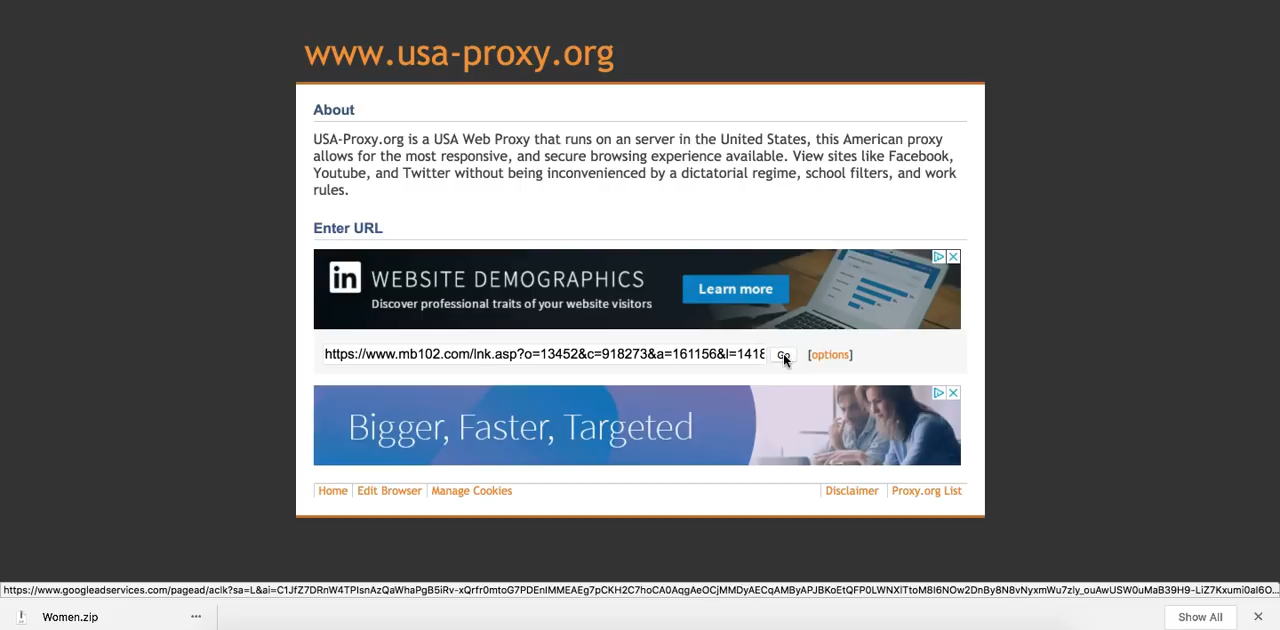 www.usa-proxy.org
About
USA-Proxy.org is a USA Web Proxy that runs on an server in the United States, this American proxy
allows for the most responsive, and secure browsing experience available. View sites like Facebook,
Youtube, and Twitter without being inconvenienced by a dictatorial regime, school filters, and work
rules.
Enter URL
in WEBSITE DEMOGRAPHICS
Discover professional traits of your website visitors
Learn more
https://www.mb102.com/lnk.asp?o=13452&c=918273&a=161156&l=1418
Go [options]
Bigger, Faster, Targeted
Home Edit Browser Manage Cookies Disclaimer Proxy.org List
Women.zip Show All